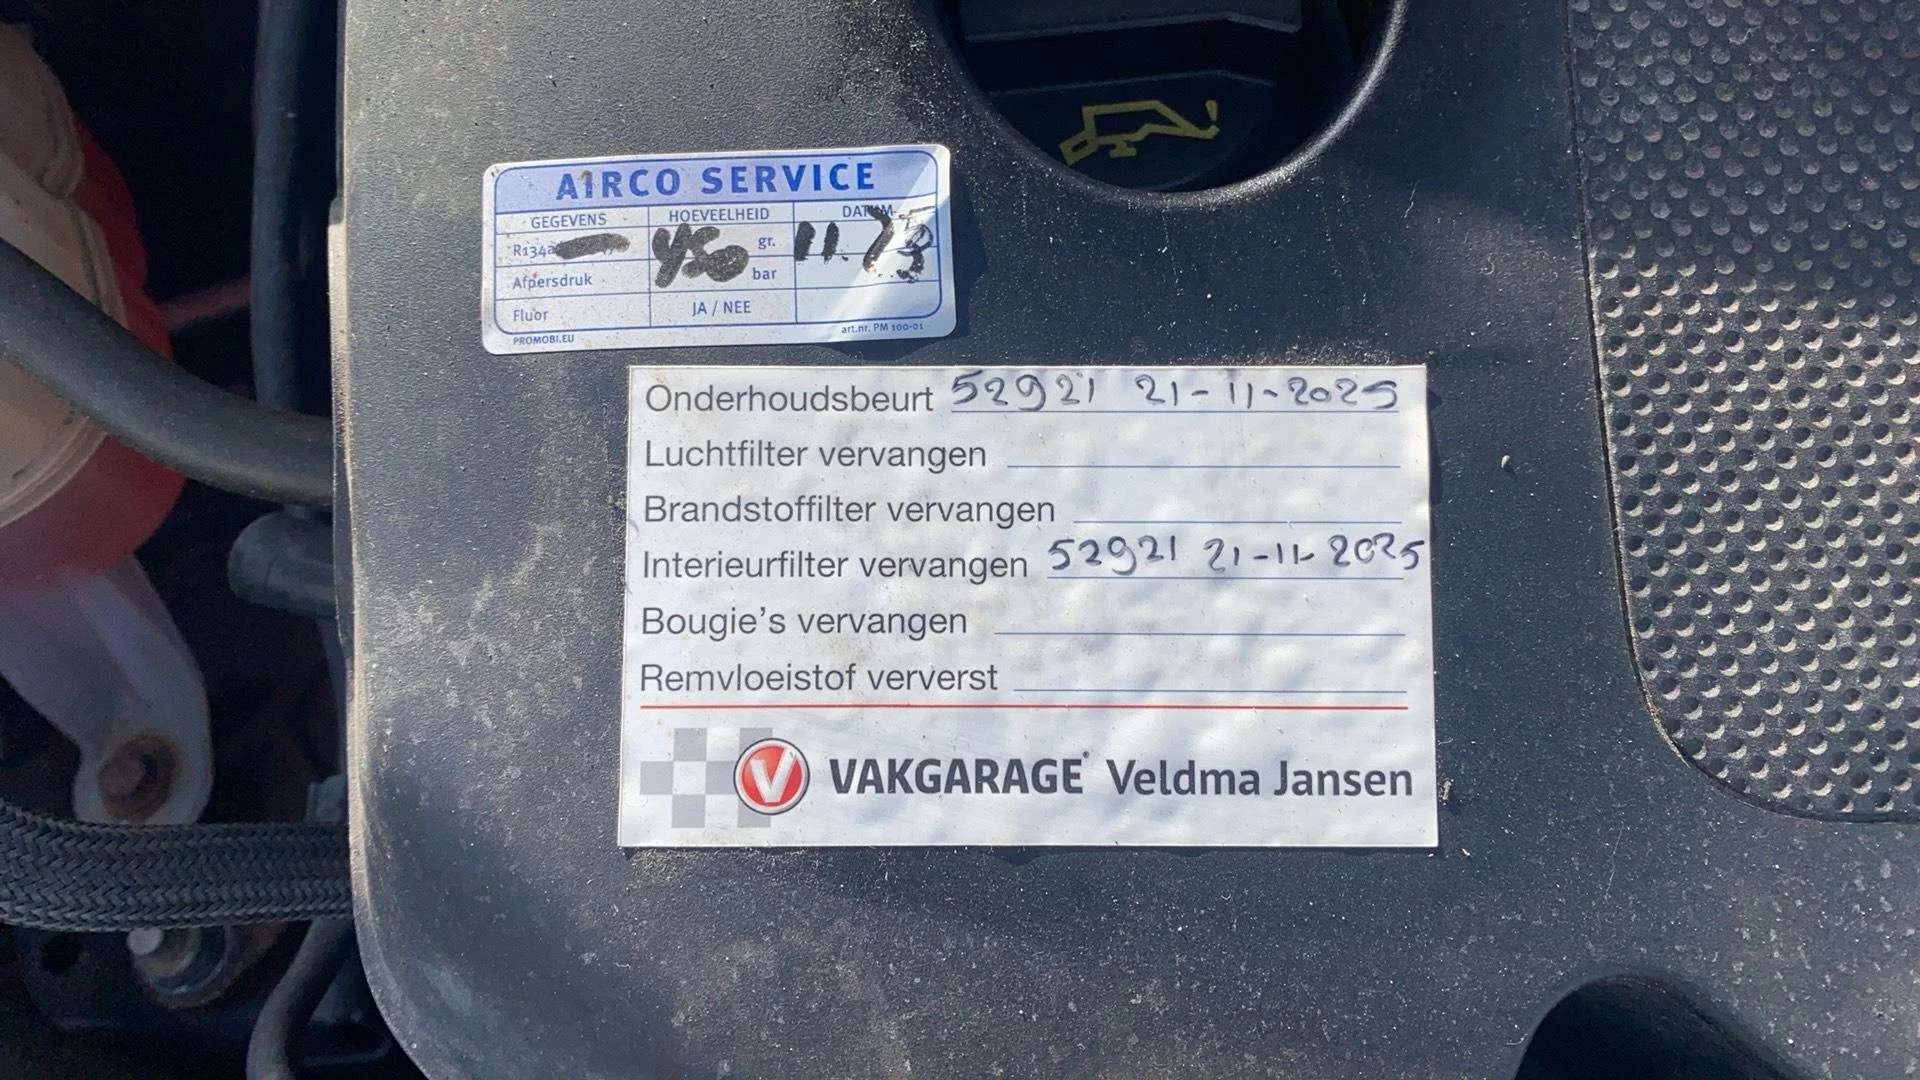 AIRCO SERVICE
GEGEVENS HOEVEELHEID DATUM
R134a 450 gr. 11.
Afpersdruk bar
Fluor JA / NEE
PROMOBI.EU art.nr. PM 100-01
Onderhoudsbeurt 52921 21-11-2025
Luchtfilter vervangen
Brandstoffilter vervangen
Interieurfilter vervangen 52921 21-11-2025
Bougie's vervangen
Remvloeistof ververst
V VAKGARAGE® Veldma Jansen